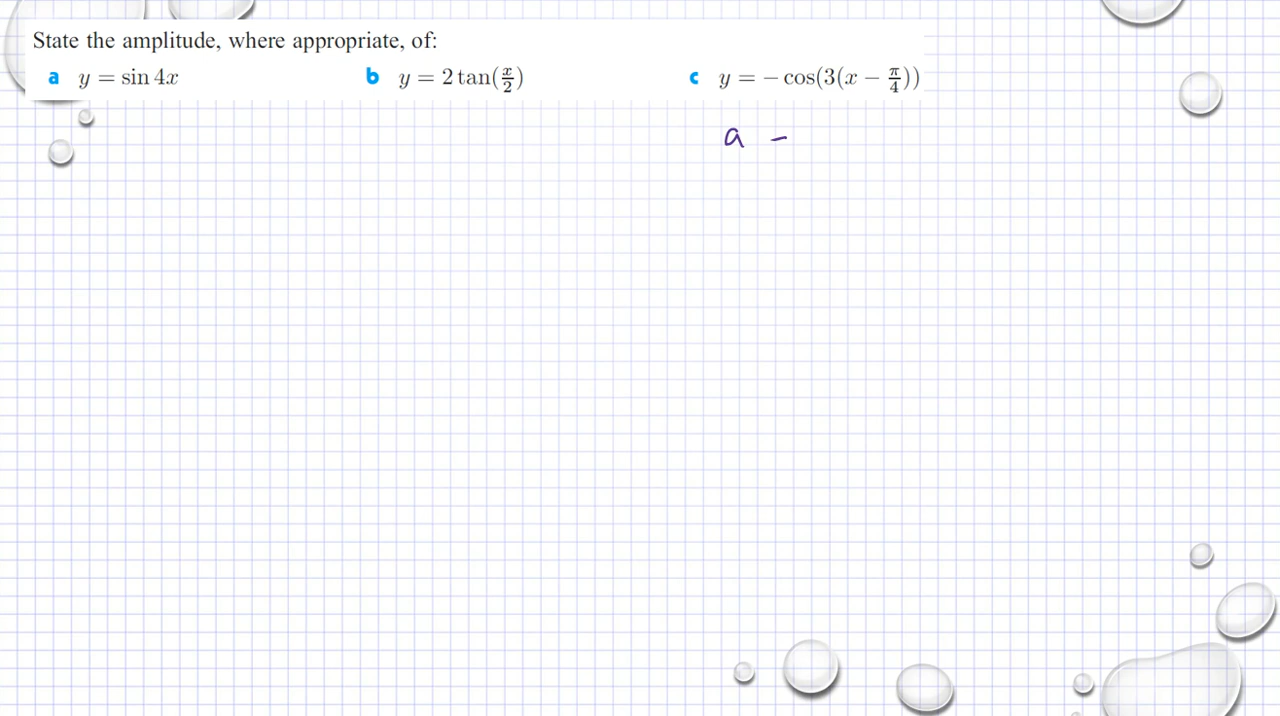 State the amplitude, where appropriate, of:
a y = sin 4x b y = 2 tan(x/2) c y = − cos(3(x − π/4))
a -